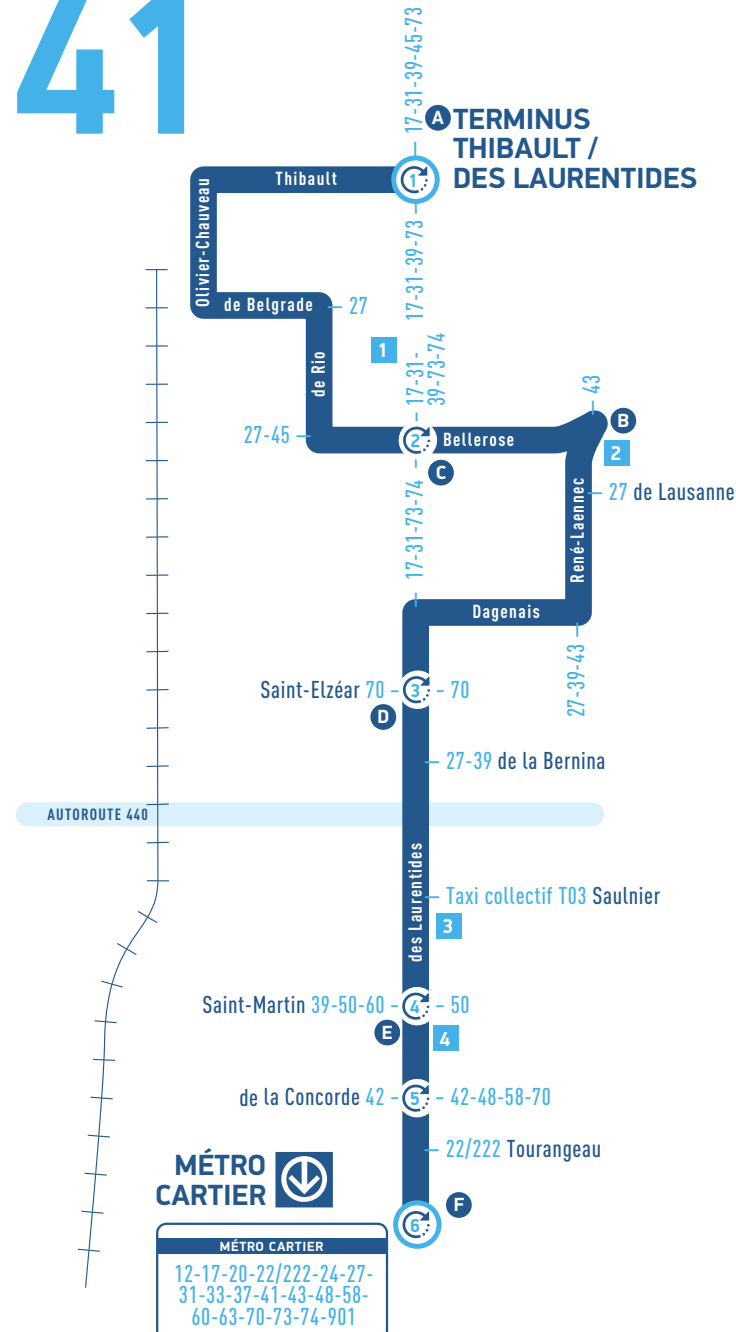 41
17-31-39-45-73
A
TERMINUS
THIBAULT /
DES LAURENTIDES
1
Thibault
Olivier-Chauveau
17-31-39-73
de Belgrade
27
1
de Rio
17-31-
39-73-74
43
B
27-45
2
Bellerose
2
C
17-31-73-74
René-Laennec
27 de Lausanne
Dagenais
27-39-43
Saint-Elzéar 70
3
70
D
27-39 de la Bernina
AUTOROUTE 440
des Laurentides
Taxi collectif T03 Saulnier
3
Saint-Martin 39-50-60
4
50
E
4
de la Concorde 42
5
42-48-58-70
22/222 Tourangeau
MÉTRO
CARTIER
F
6
MÉTRO CARTIER
12-17-20-22/222-24-27-
31-33-37-41-43-48-58-
60-63-70-73-74-901